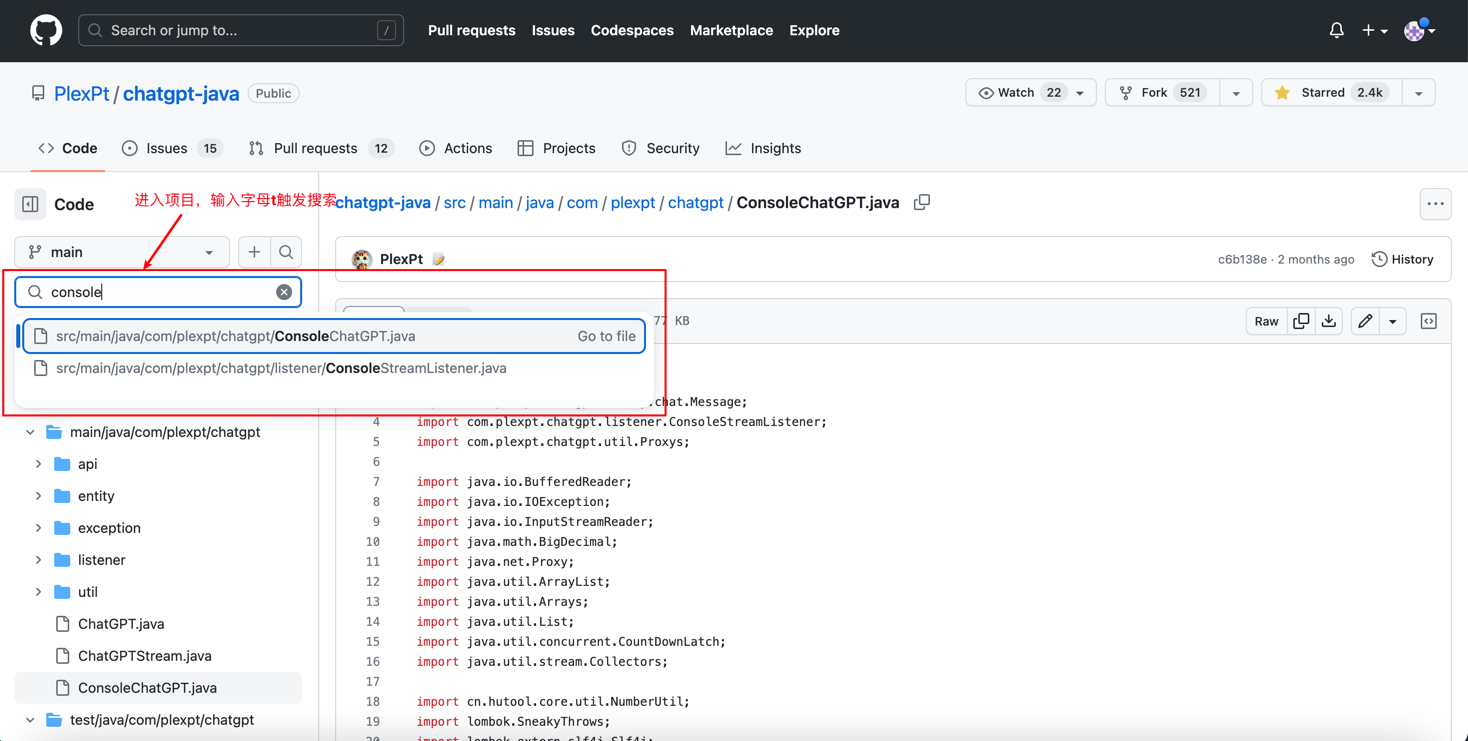 Search or jump to... / Pull requests Issues Codespaces Marketplace Explore
PlexPt / chatgpt-java Public Watch 22 Fork 521 Starred 2.4k
Code Issues 15 Pull requests 12 Actions Projects Security Insights
Code
进入项目，输入字母t触发搜索
chatgpt-java / src / main / java / com / plexpt / chatgpt / ConsoleChatGPT.java
main
PlexPt c6b138e · 2 months ago History
console
77 KB Raw
src/main/java/com/plexpt/chatgpt/ConsoleChatGPT.java Go to file
src/main/java/com/plexpt/chatgpt/listener/ConsoleStreamListener.java
chat.Message;
4 import com.plexpt.chatgpt.listener.ConsoleStreamListener;
main/java/com/plexpt/chatgpt
5 import com.plexpt.chatgpt.util.Proxys;
api
6
7 import java.io.BufferedReader;
entity
8 import java.io.IOException;
exception
9 import java.io.InputStreamReader;
10 import java.math.BigDecimal;
listener
11 import java.net.Proxy;
12 import java.util.ArrayList;
util
13 import java.util.Arrays;
ChatGPT.java
14 import java.util.List;
15 import java.util.concurrent.CountDownLatch;
ChatGPTStream.java
16 import java.util.stream.Collectors;
17
ConsoleChatGPT.java
18 import cn.hutool.core.util.NumberUtil;
test/java/com/plexpt/chatgpt
19 import lombok.SneakyThrows;
20 import lombok.extern.slf4j.Slf4j;